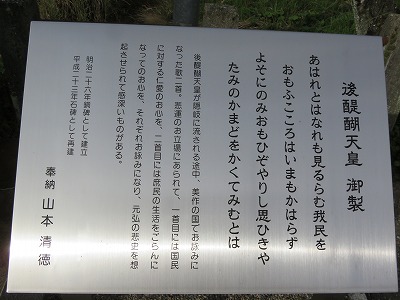 後醍醐天皇 御製
あはれとはなれも見るらむ我民を
おもふこころはいまもかはらず
よそにのみおもひぞやりし思ひきや
たみのかまどをかくてみむとは
後醍醐天皇が隠岐に流される途中、美作の国でお詠みに
なった歌二首。悲運のお立場にあられて、一首目には国民
に対する仁愛のお心を、二首目には庶民の生活をごらんに
なってのお心を、それぞれお詠みになり、元弘の悲史を想
起させられて感深いものがある。
明治二十六年銅碑として建立
平成二十三年石碑として再建
奉納 山本 清徳